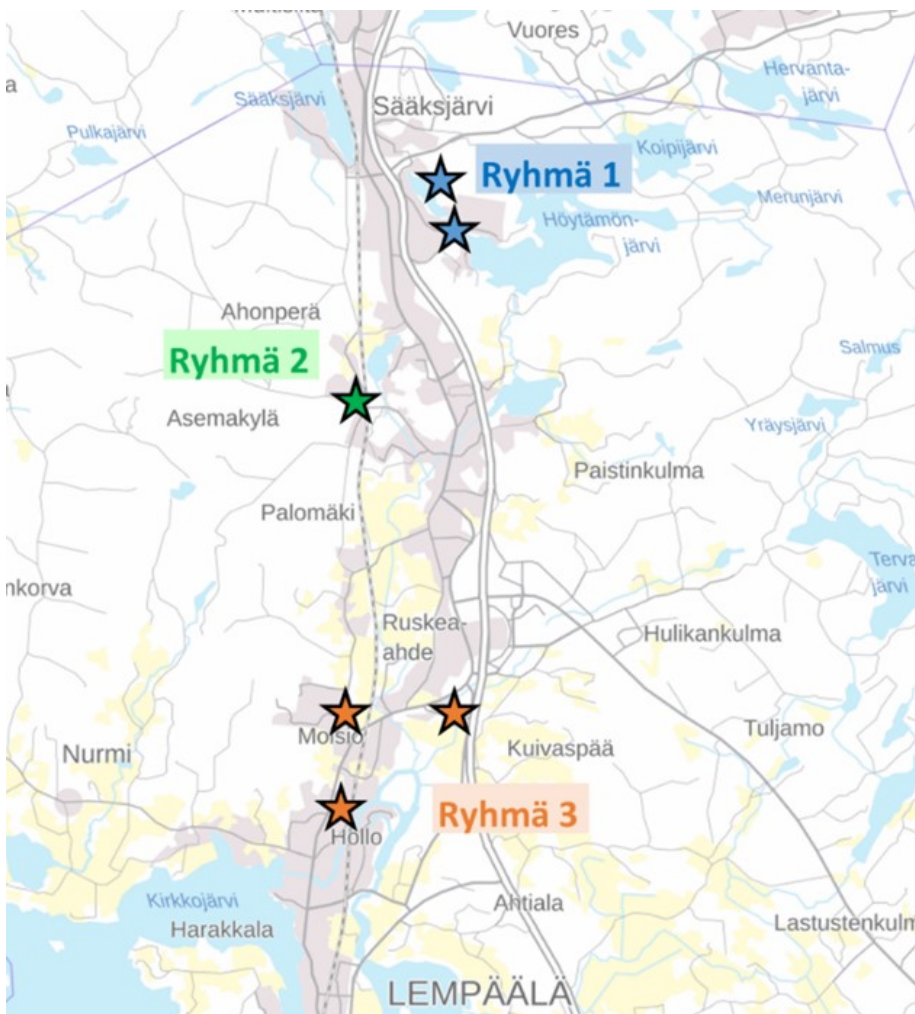 Vuores
Hervanta-
järvi
Sääksjärvi
Sääksjärvi
Pulkajärvi
Koipijärvi
Ryhmä 1
Merunjärvi
Höytämön-
järvi
Ahonperä
Salmus
Ryhmä 2
Asemakylä
Yräysjärvi
Paistinkulma
Palomäki
Terva
järvi
nkorva
Ruskea-
ahde
Hulikankulma
Moisio
Tuljamo
Kuivaspää
Nurmi
Ryhmä 3
Hollo
Kirkkojärvi
Ahtiala
Harakkala
Lastustenkulm
LEMPÄÄLÄ